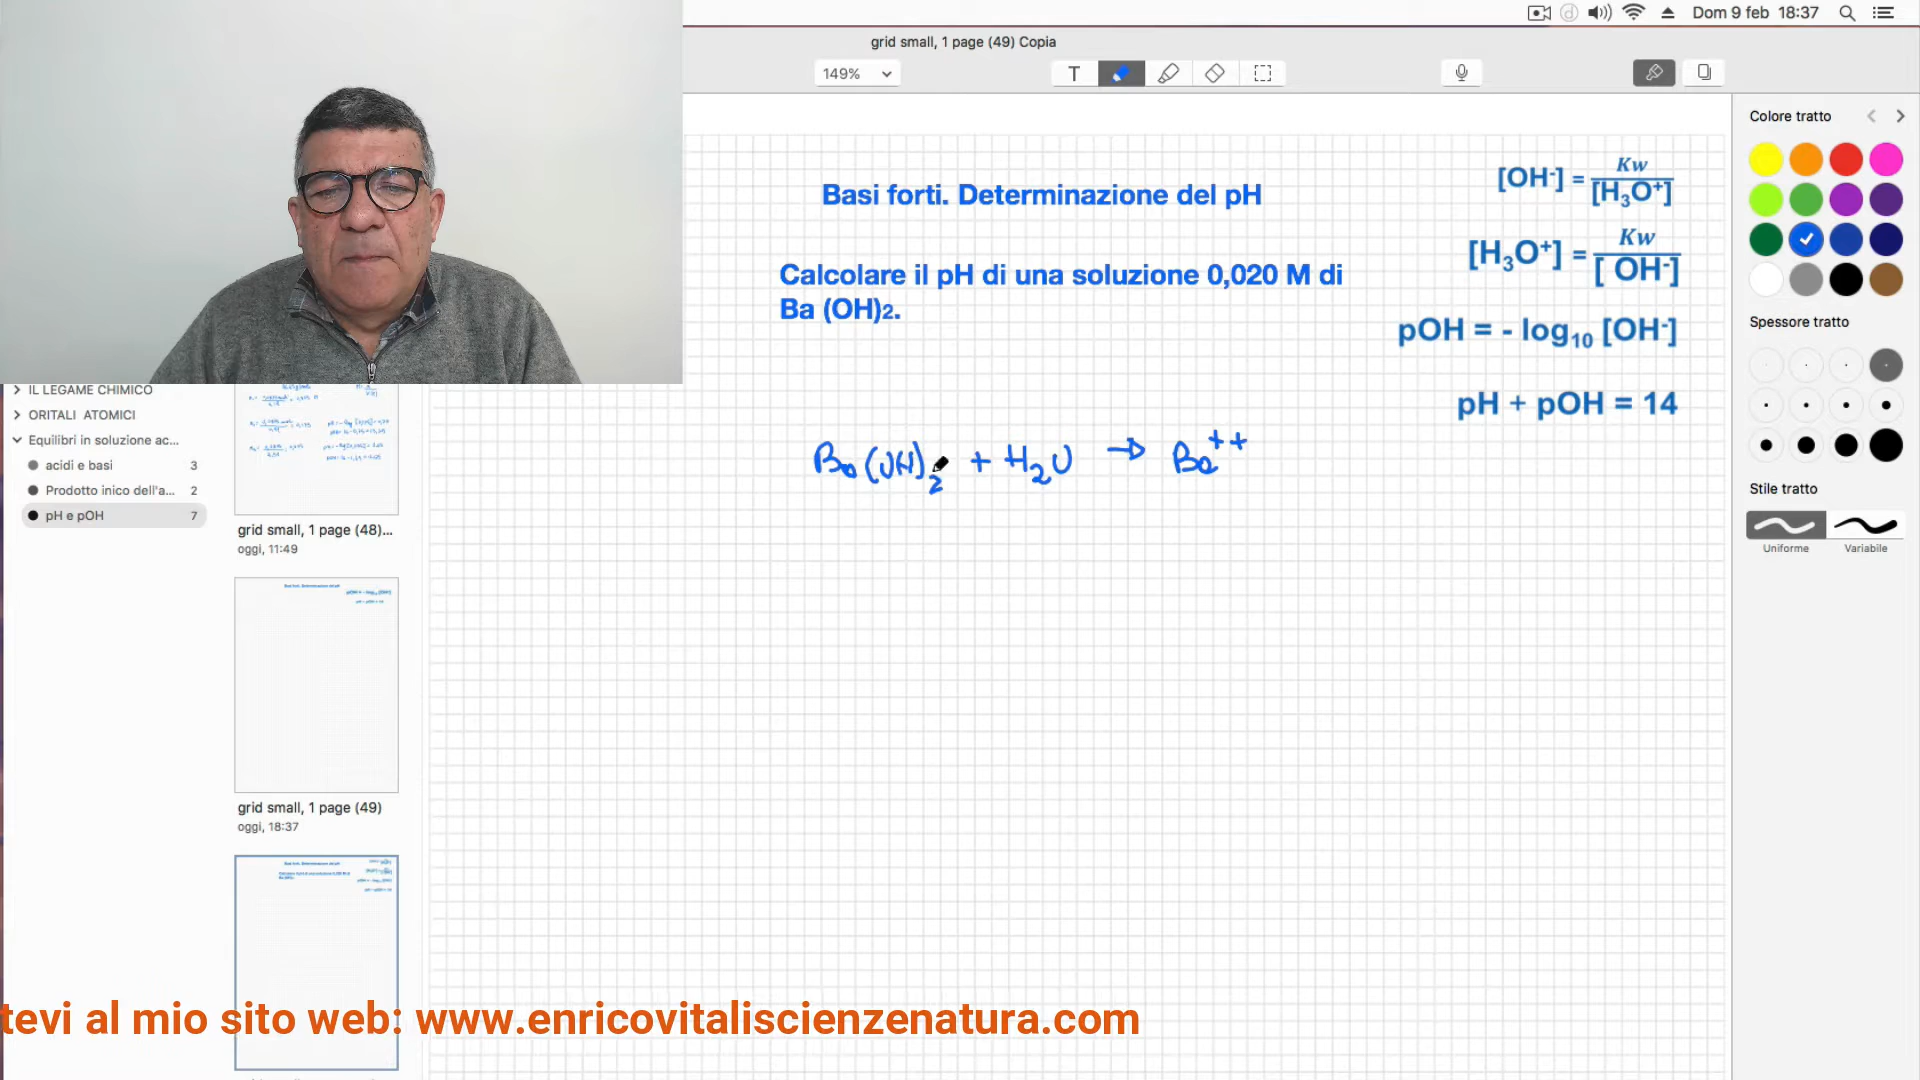 Dom 9 feb 18:37
grid small, 1 page (49) Copia
149%
T
Basi forti. Determinazione del pH
Calcolare il pH di una soluzione 0,020 M di
Ba (OH)₂.
[OH⁻] = Kw / [H₃O⁺]
[H₃O⁺] = Kw / [ OH⁻]
pOH = - log₁₀ [OH⁻]
pH + pOH = 14
Ba(OH)₂ + H₂O → Ba⁺⁺
IL LEGAME CHIMICO
ORITALI ATOMICI
Equilibri in soluzione ac...
acidi e basi 3
Prodotto inico dell'a... 2
pH e pOH 7
grid small, 1 page (48)...
oggi, 11:49
grid small, 1 page (49)
oggi, 18:37
Colore tratto
Spessore tratto
Stile tratto
Uniforme
Variabile
tevi al mio sito web: www.enricovitaliscienzenatura.com